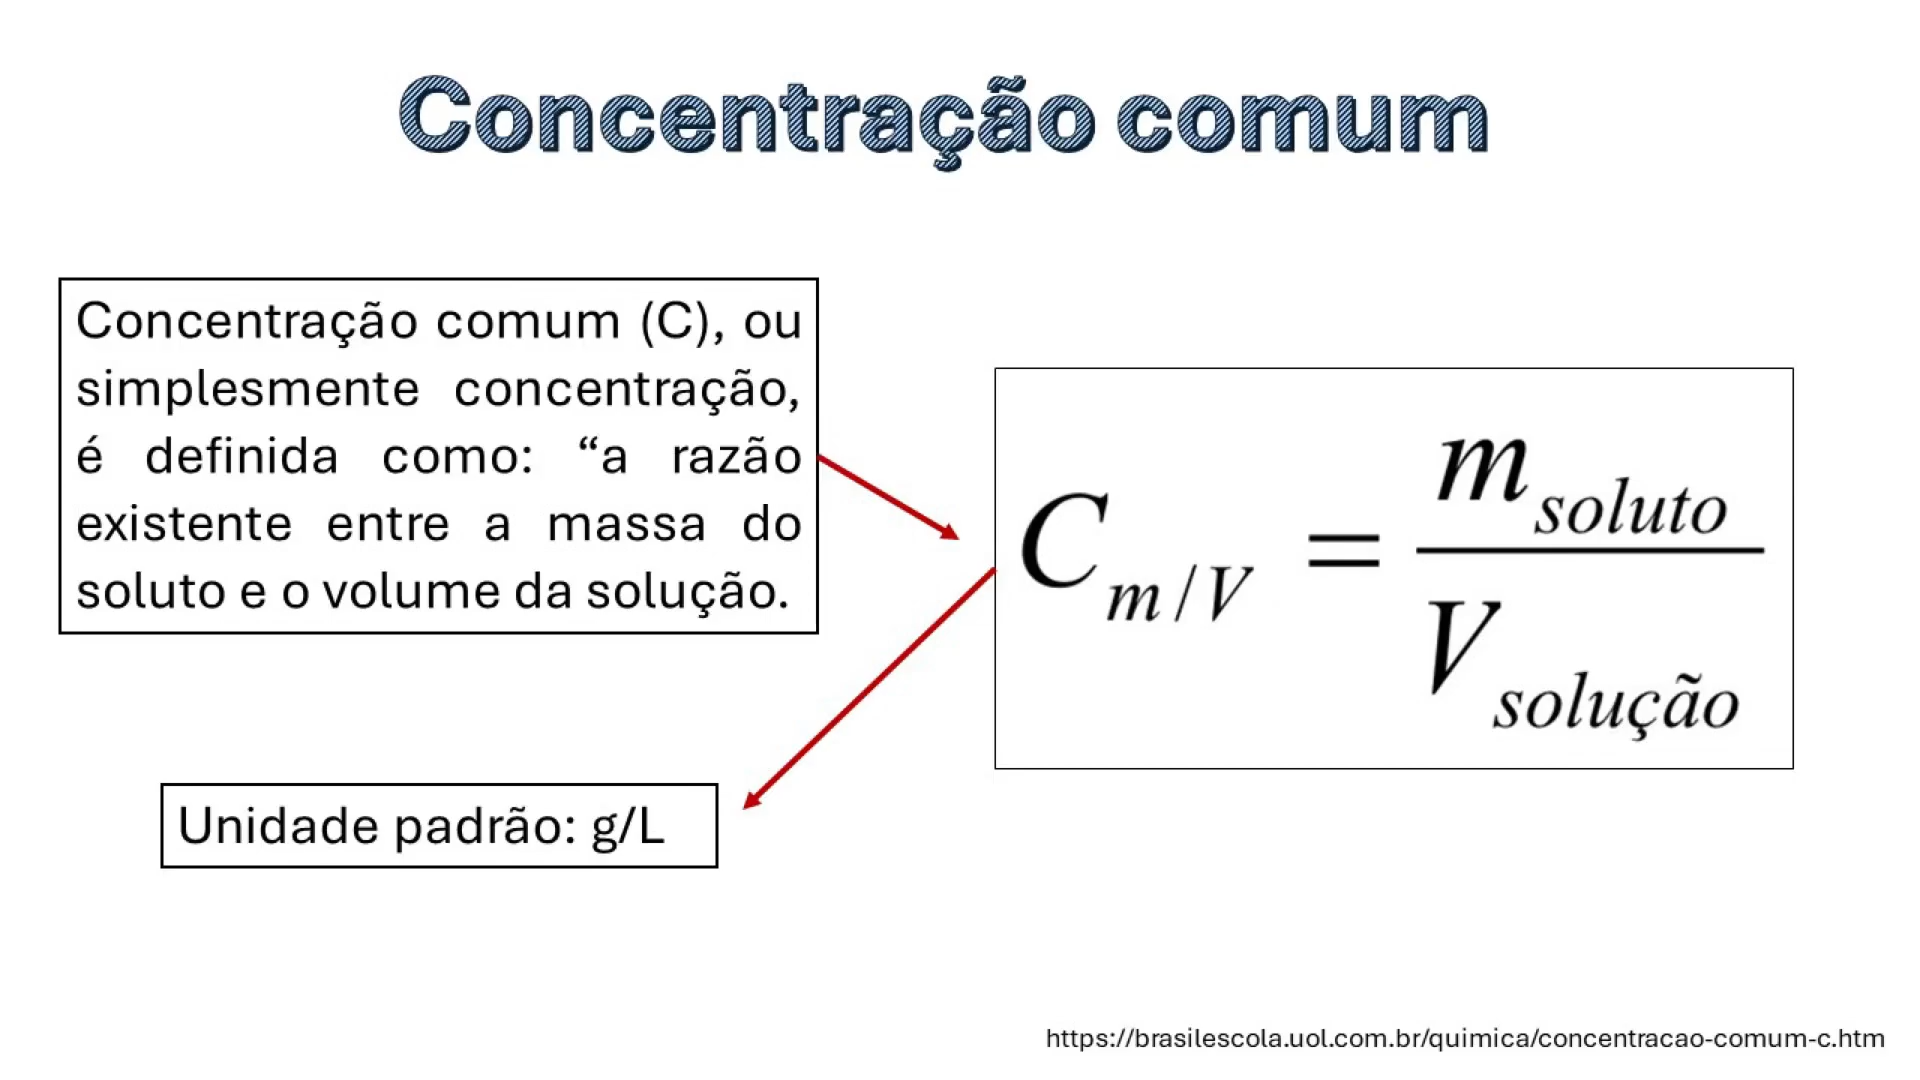 Concentração comum
Concentração comum (C), ou
simplesmente concentração,
é definida como: “a razão
existente entre a massa do
soluto e o volume da solução.
C m/V = m soluto / V solução
Unidade padrão: g/L
https://brasilescola.uol.com.br/quimica/concentracao-comum-c.htm